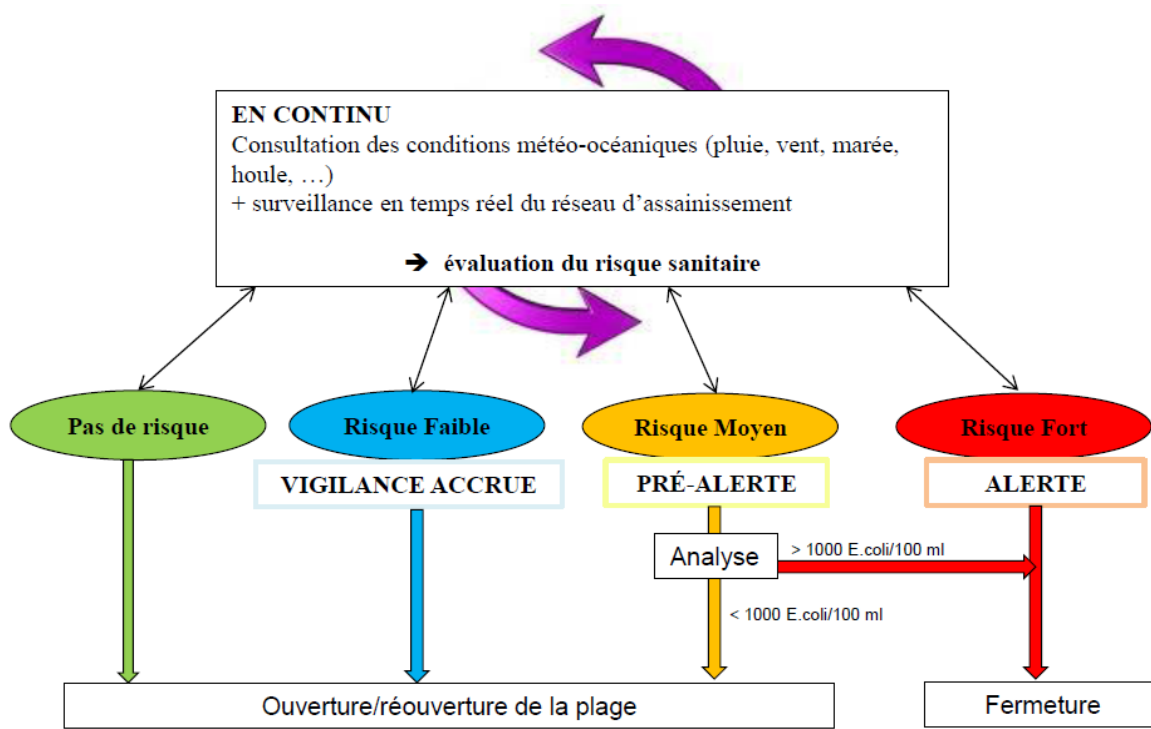 EN CONTINU
Consultation des conditions météo-océaniques (pluie, vent, marée,
houle, …)
+ surveillance en temps réel du réseau d’assainissement
➔ évaluation du risque sanitaire
Pas de risque
Risque Faible
Risque Moyen
Risque Fort
VIGILANCE ACCRUE
PRÉ-ALERTE
ALERTE
Analyse
> 1000 E.coli/100 ml
< 1000 E.coli/100 ml
Ouverture/réouverture de la plage
Fermeture